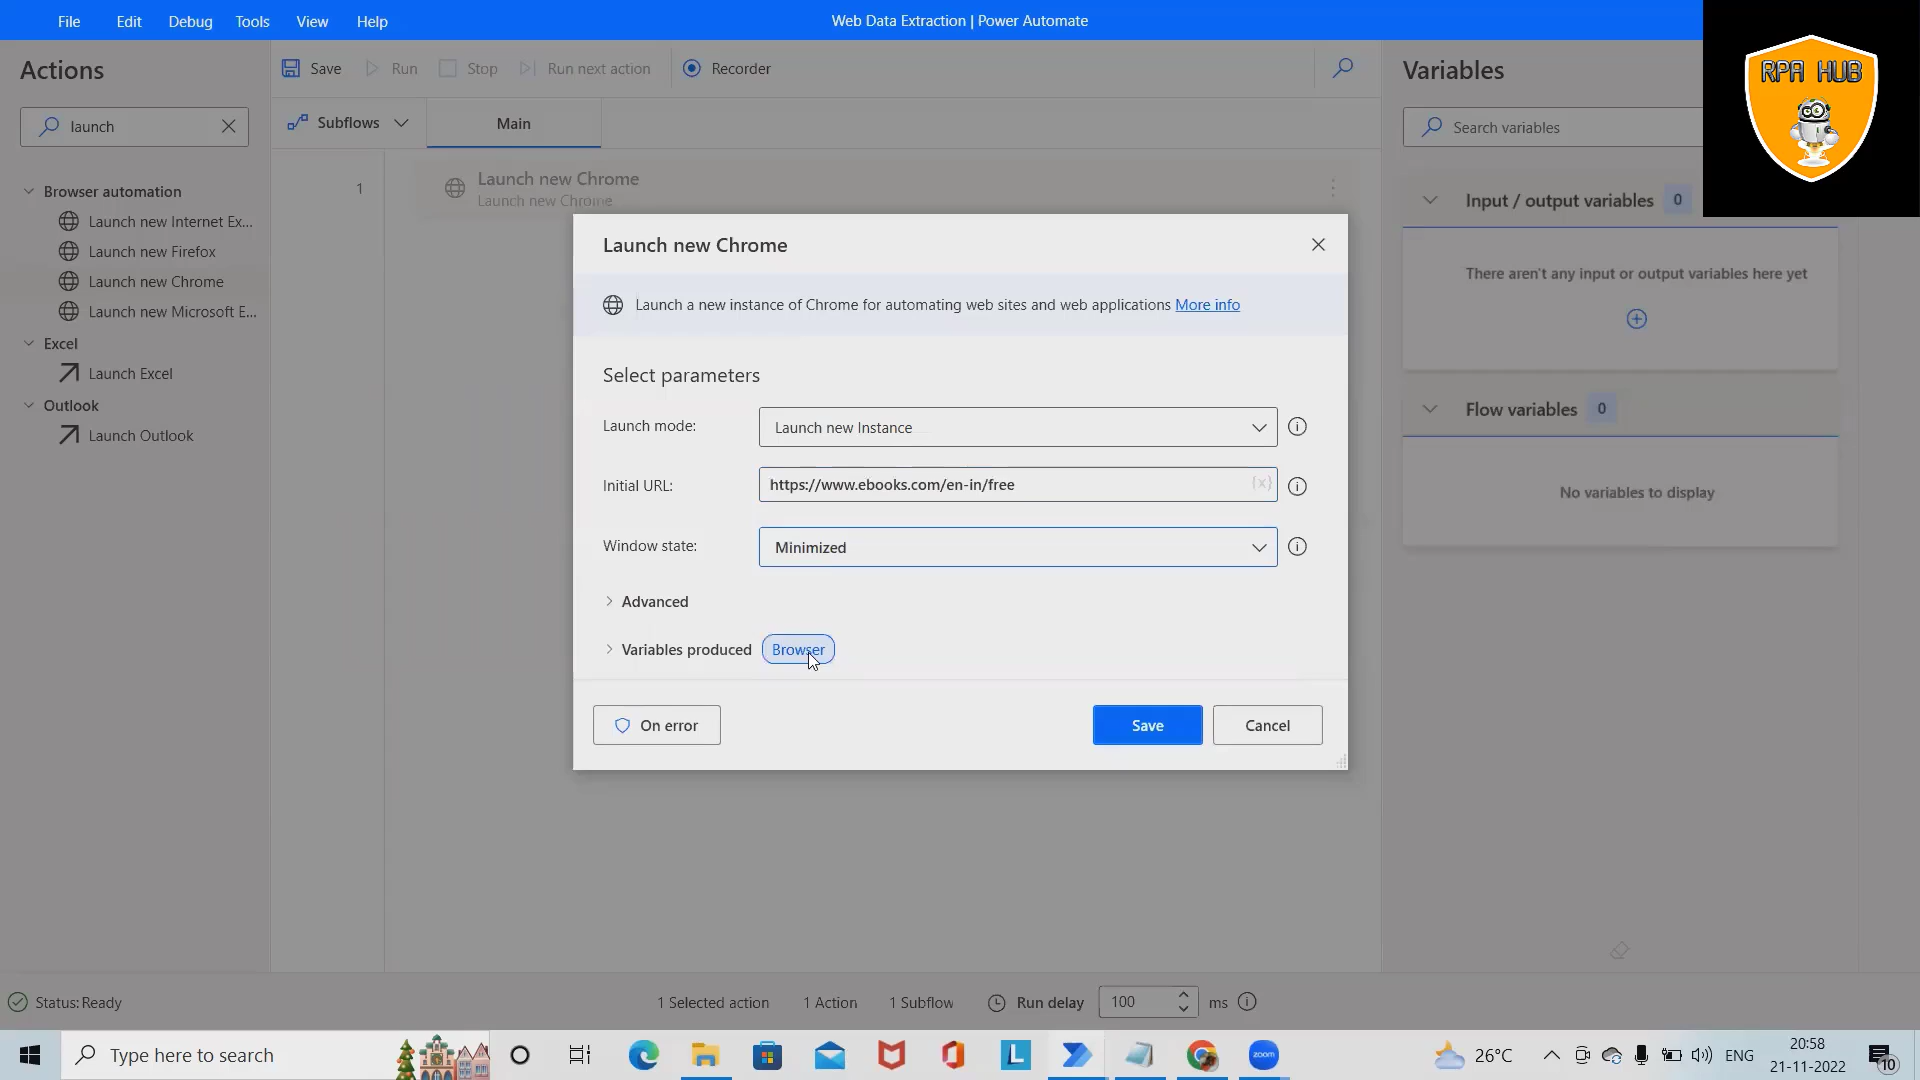 File Edit Debug Tools View Help
Web Data Extraction | Power Automate
RPA HUB
Actions
launch
Browser automation
Launch new Internet Ex...
Launch new Firefox
Launch new Chrome
Launch new Microsoft E...
Excel
Launch Excel
Outlook
Launch Outlook
Save Run Stop Run next action Recorder
Subflows Main
1
Launch new Chrome
Launch new Chrome
Launch new Chrome
Launch a new instance of Chrome for automating web sites and web applications More info
Select parameters
Launch mode: Launch new Instance
Initial URL: https://www.ebooks.com/en-in/free {x}
Window state: Minimized
Advanced
Variables produced Browser
On error Save Cancel
Variables
Search variables
Input / output variables 0
There aren't any input or output variables here yet
Flow variables 0
No variables to display
Status: Ready 1 Selected action 1 Action 1 Subflow Run delay 100 ms
Type here to search
L
zoom
26°C ENG
20:58
21-11-2022
10